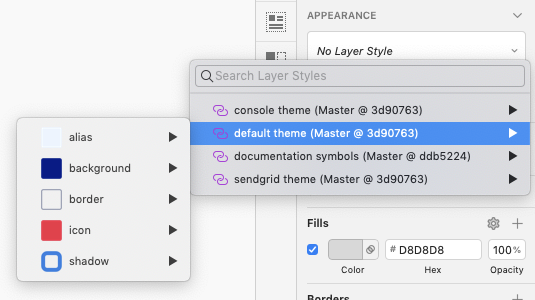 APPEARANCE
No Layer Style
Search Layer Styles
console theme (Master @ 3d90763)
default theme (Master @ 3d90763)
documentation symbols (Master @ ddb5224)
sendgrid theme (Master @ 3d90763)
alias
background
border
icon
shadow
Fills
# D8D8D8 100%
Color Hex Opacity
Borders